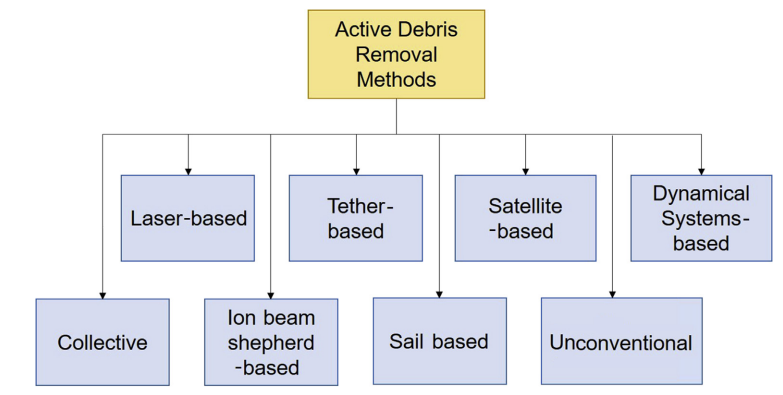 Active Debris
Removal
Methods
Laser-based
Tether-
based
Satellite
-based
Dynamical
Systems-
based
Collective
Ion beam
shepherd
-based
Sail based
Unconventional